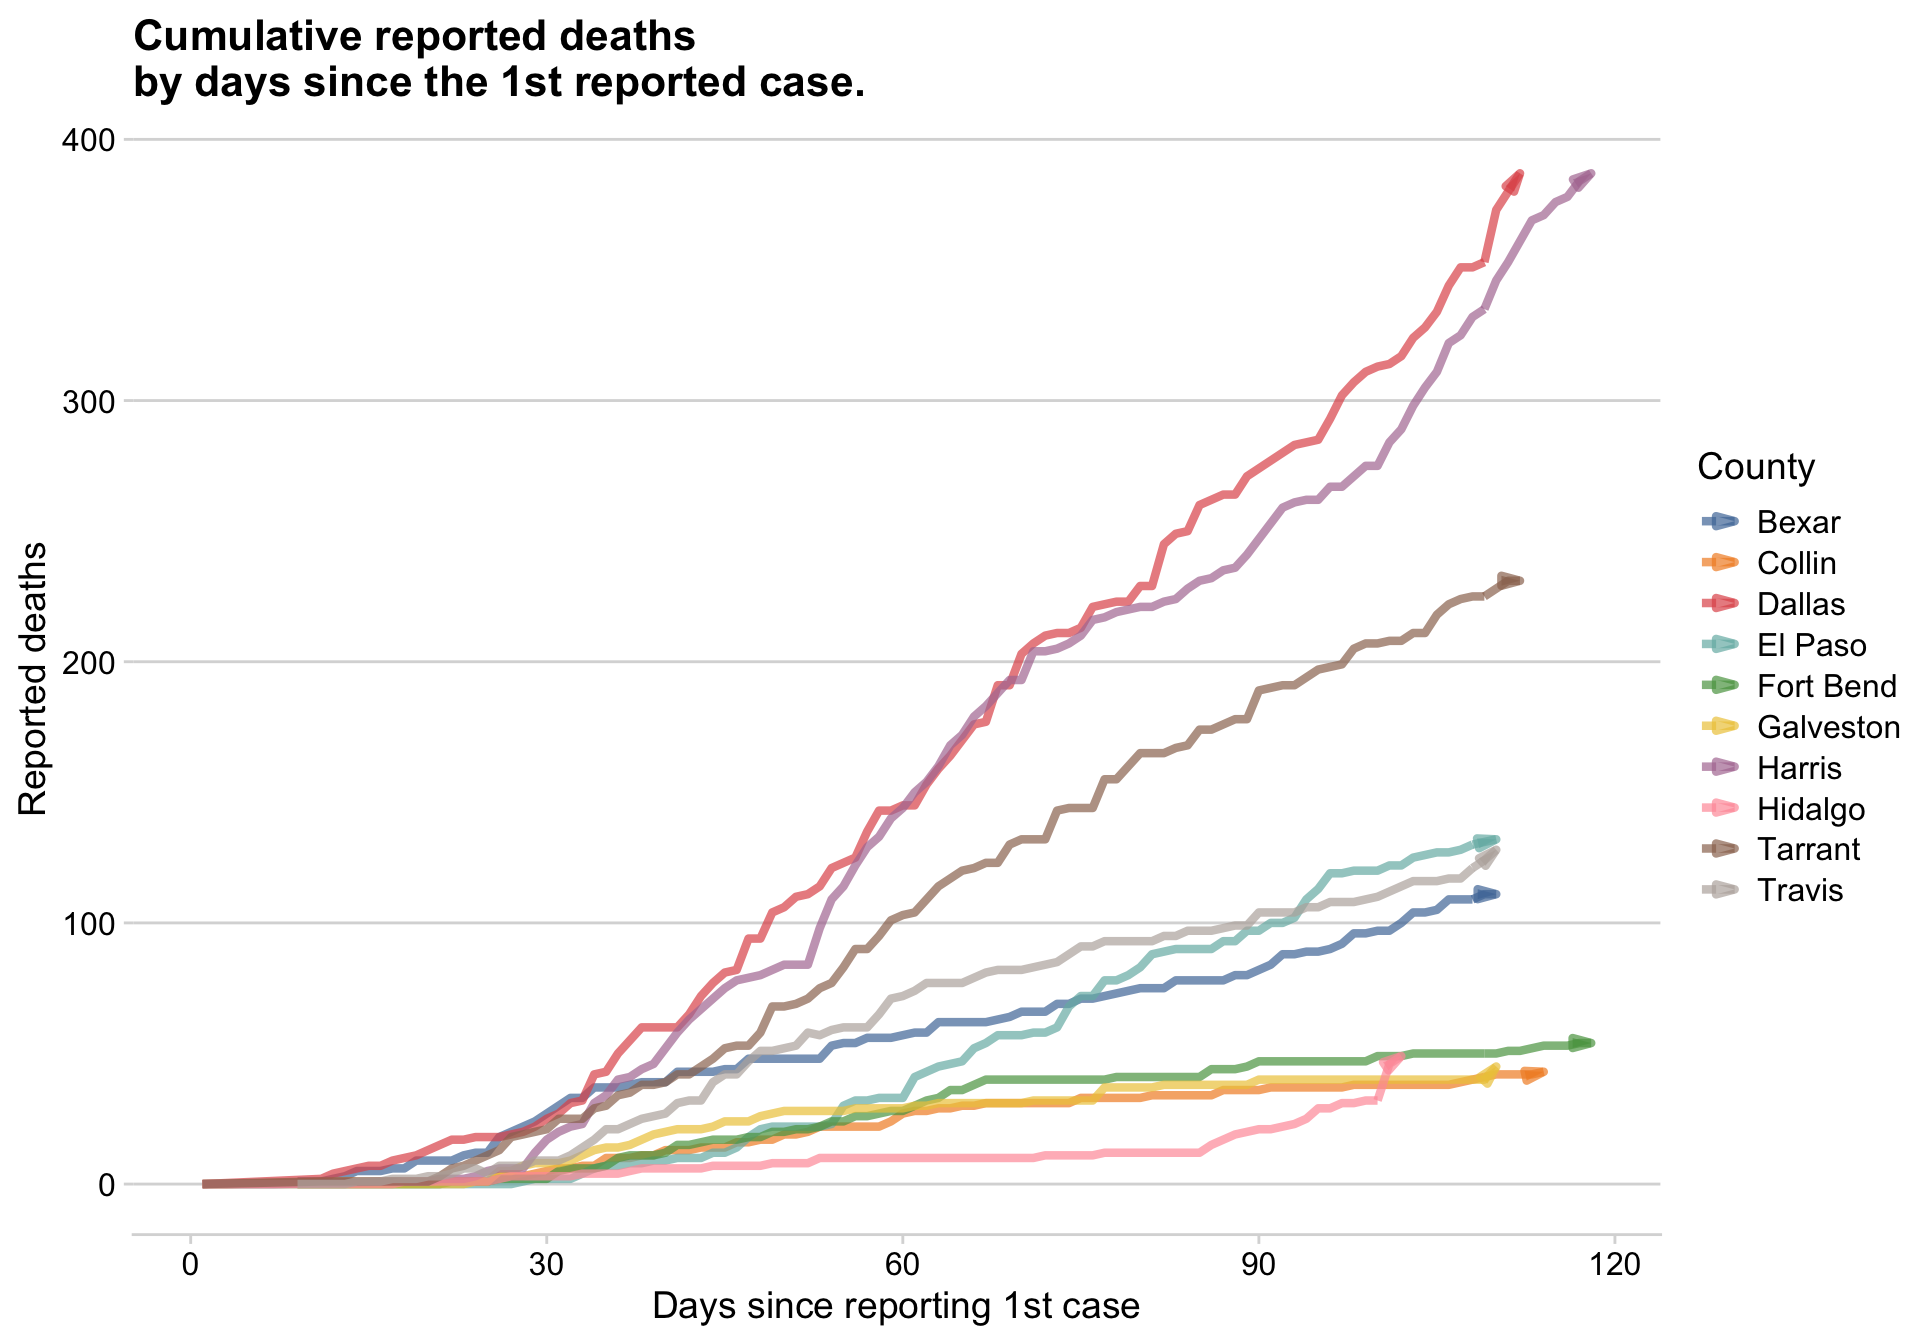 Cumulative reported deaths
by days since the 1st reported case.
400
300
200
100
0
Reported deaths
0 30 60 90 120
Days since reporting 1st case
County
Bexar
Collin
Dallas
El Paso
Fort Bend
Galveston
Harris
Hidalgo
Tarrant
Travis